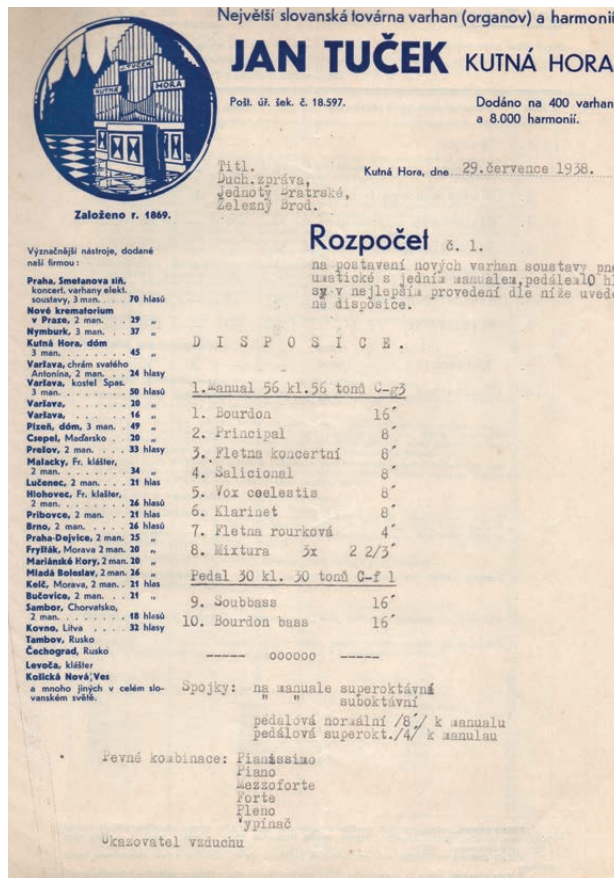 Největší slovanská továrna varhan (organov) a harmonií
JAN TUČEK KUTNÁ HORA
Pošt. úř. šek. č. 18.597.
Dodáno na 400 varhan
a 8.000 harmonií.
KUTNÁ
J. TUČEK
HORA
Založeno r. 1869.
Titl.
Duch.zpráva,
Jednoty Bratrské,
Železný Brod.
Kutná Hora, dne 29.července 1938.
Rozpočet č. 1.
na postavení nových varhan soustavy pne
umatické s jedním manualem,pedálem10 hl
sy v nejlepším provedení dle níže uvede
né disposice.
Význačnější nástroje, dodané
naší firmou :
Praha, Smetanova síň,
koncert. varhany elekt.
soustavy, 3 man. . . 70 hlasů
Nové krematorium
v Praze, 2 man. . . 29 „
Nymburk, 3 man. . . 37 „
Kutná Hora, dóm
3 man. . . . . . . . 45 „
Varšava, chrám svatého
Antonína, 2 man. . . 24 hlasy
Varšava, kostel Spas.
3 man. . . . . . . . 50 hlasů
Varšava, . . . . . . 20 „
Varšava, . . . . . . 16 „
Plzeň, dóm, 3 man. . 49 „
Csepel, Maďarsko . . 20 „
Prešov, 2 man. . . . 33 hlasy
Malacky, Fr. klášter,
2 man. . . . . . . . 34 „
Lučenec, 2 man. . . . 21 hlas
Hlohovec, Fr. klášter,
2 man. . . . . . . . 26 hlasů
Pribovce, 2 man. . . 21 hlas
Brno, 2 man. . . . . 26 hlasů
Praha-Dejvice, 2 man. 25 „
Fryšták, Morava 2 man. 20 „
Mariánské Hory, 2 man. 20 „
Mladá Boleslav, 2 man. 26 „
Kelč, Morava, 2 man. . 21 hlas
Bučovice, 2 man. . . 21 „
Sambor, Chorvatsko,
2 man. . . . . . . . 18 hlasů
Kovno, Litva . . . . 32 hlasy
Tambov, Rusko
Čechograd, Rusko
Levoča, klášter
Košická Nová Ves
a mnoho jiných v celém slo-
vanském světě.
D I S P O S I C E .
1.Manual 56 kl.56 tonů C-g3
1. Bourdon 16´
2. Principal 8´
3. Fletna koncertní 8´
4. Salicional 8´
5. Vox coelestis 8´
6. Klarinet 8´
7. Fletna rourková 4´
8. Mixtura 3x 2 2/3´
Pedal 30 kl. 30 tonů C-f 1
9. Soubbass 16´
10. Bourdon bass 16´
----- oooooo -----
Spojky: na manuale superoktávná
" " suboktávní
pedalová normální /8´/ k manualu
pedálová superokt./4/ k manulau
Pevné kombinace: Pianissimo
Piano
Mezzoforte
Forte
Pleno
Vypínač
Ukazovatel vzduchu